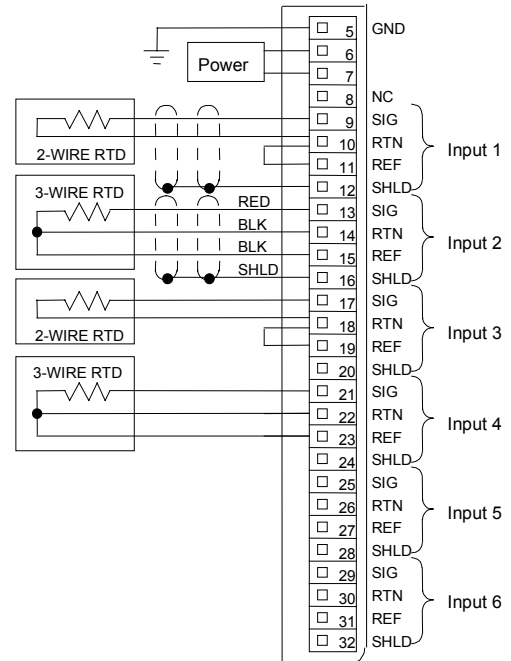 5 GND
6
Power
7
8 NC
9 SIG
10 RTN
Input 1
2-WIRE RTD
11 REF
12 SHLD
3-WIRE RTD
RED
13 SIG
BLK
14 RTN
Input 2
BLK
15 REF
SHLD
16 SHLD
17 SIG
18 RTN
Input 3
2-WIRE RTD
19 REF
20 SHLD
3-WIRE RTD
21 SIG
22 RTN
Input 4
23 REF
24 SHLD
25 SIG
26 RTN
Input 5
27 REF
28 SHLD
29 SIG
30 RTN
Input 6
31 REF
32 SHLD